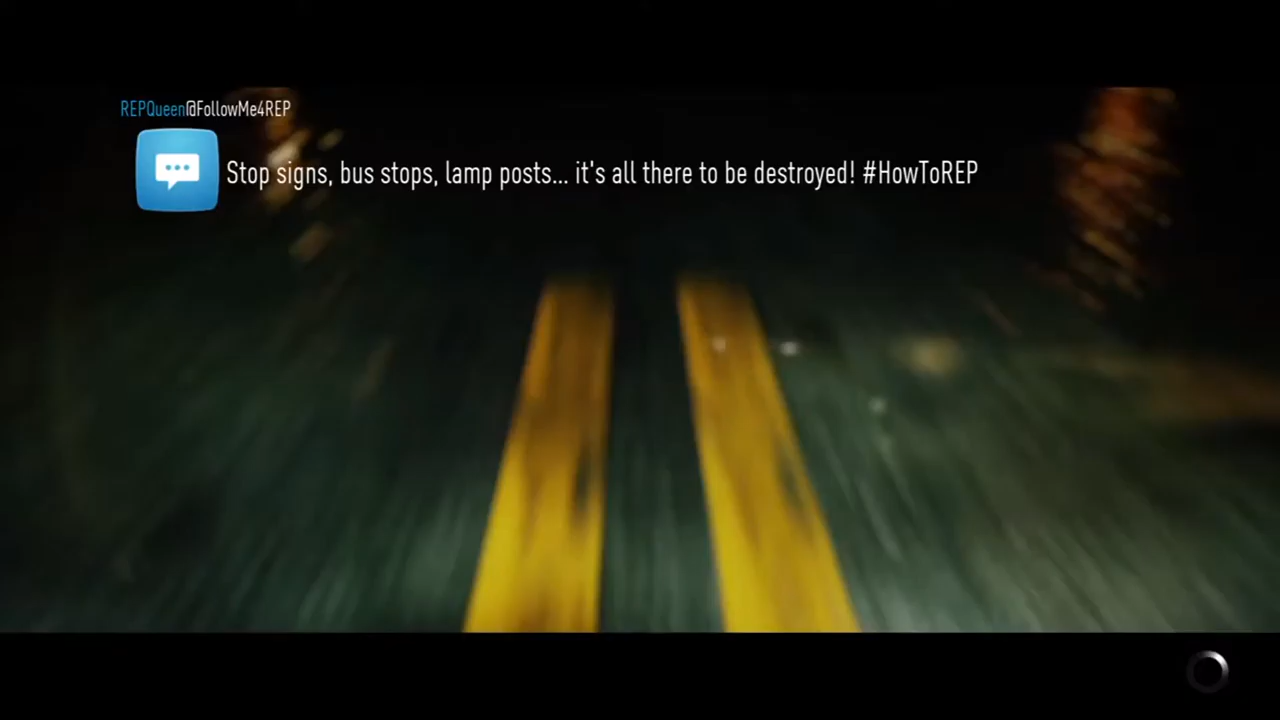 REPQueen@FollowMe4REP
Stop signs, bus stops, lamp posts... it's all there to be destroyed! #HowToREP